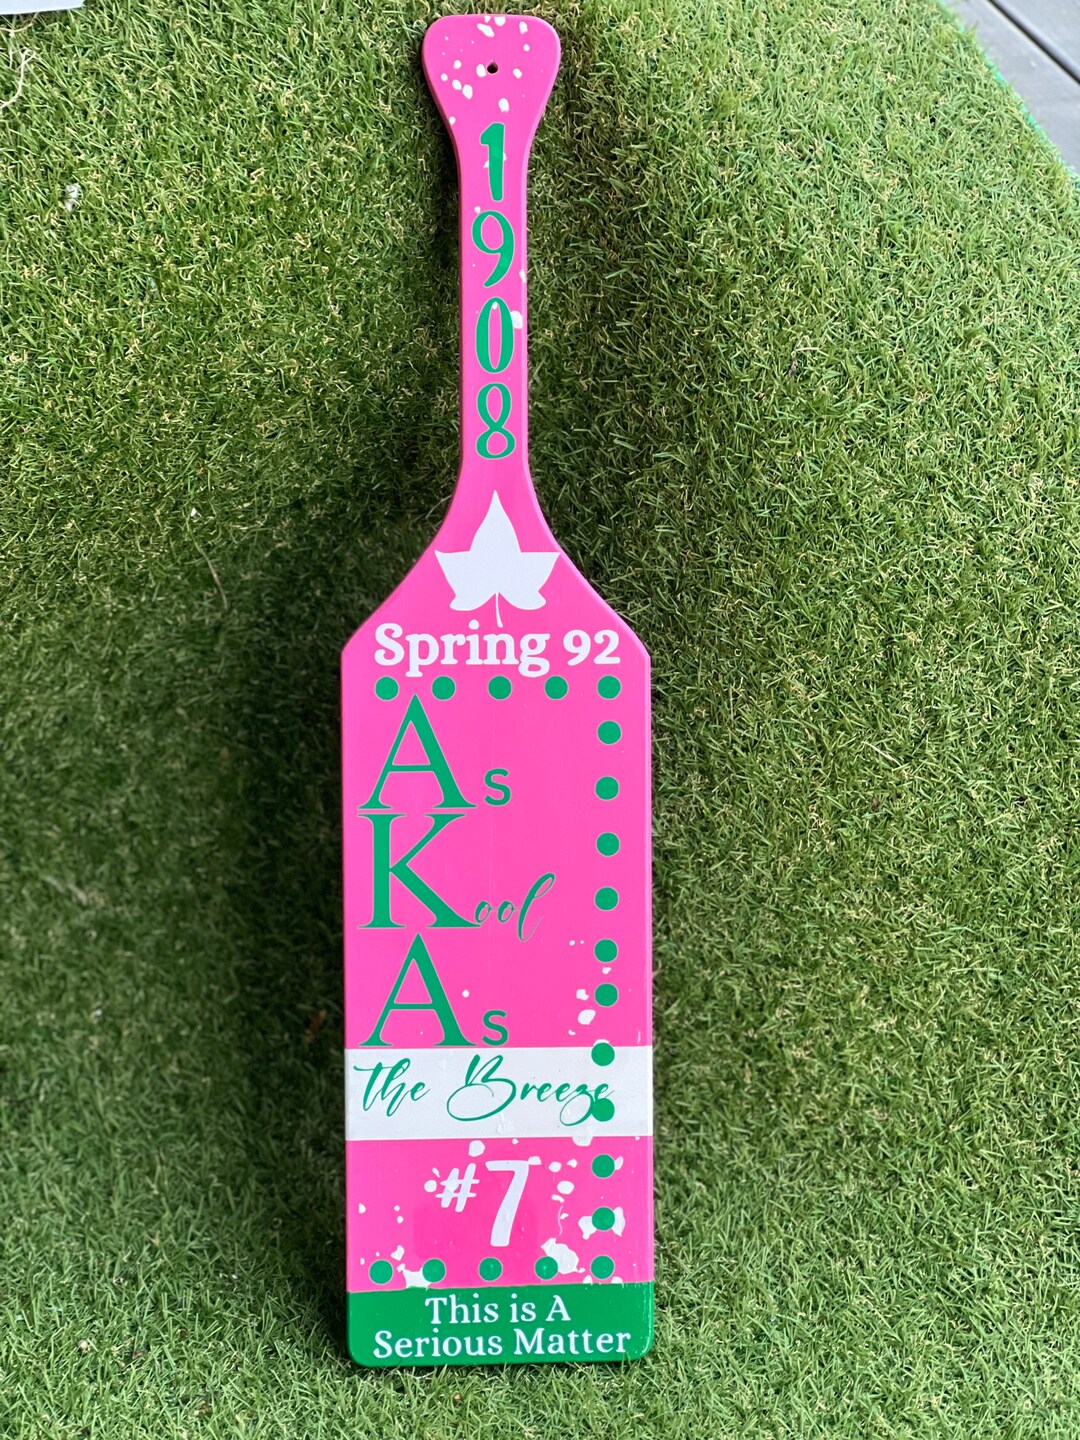 1908
Spring 92
As
Kool
As
the Breeze
#7
This is A
Serious Matter